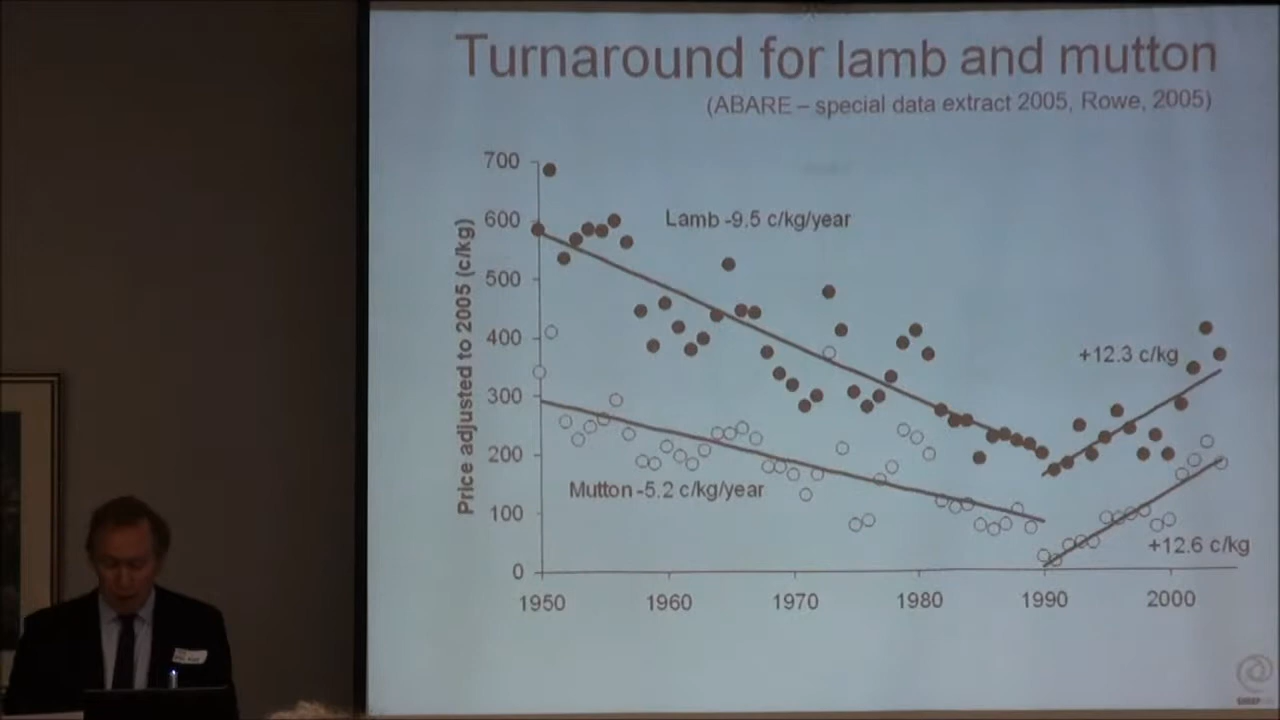 Turnaround for lamb and mutton
(ABARE – special data extract 2005, Rowe, 2005)
Price adjusted to 2005 (c/kg)
700
600
500
400
300
200
100
0
Lamb -9.5 c/kg/year
+12.3 c/kg
Mutton -5.2 c/kg/year
+12.6 c/kg
1950 1960 1970 1980 1990 2000